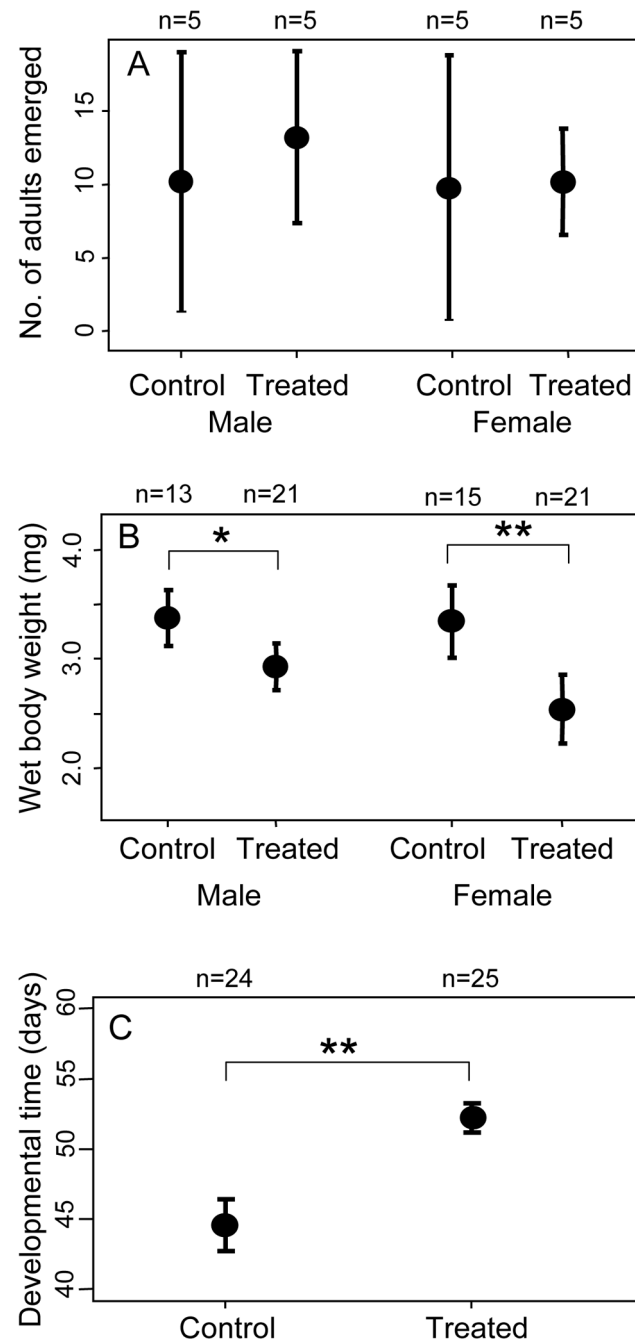 n=5 n=5 n=5 n=5
A
No. of adults emerged
15
10
5
0
Control Treated Control Treated
Male Female
n=13 n=21 n=15 n=21
B
* **
Wet body weight (mg)
4.0
3.0
2.0
Control Treated Control Treated
Male Female
n=24 n=25
C
**
Developmental time (days)
60
55
50
45
40
Control Treated